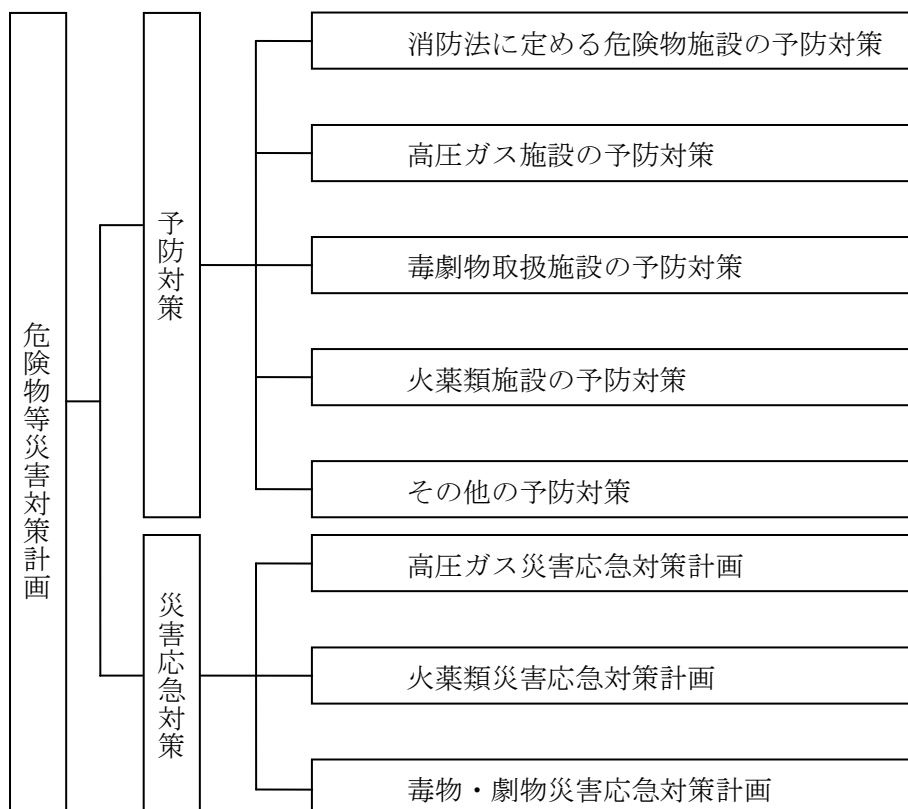 危険物等災害対策計画
予防対策
消防法に定める危険物施設の予防対策
高圧ガス施設の予防対策
毒劇物取扱施設の予防対策
火薬類施設の予防対策
その他の予防対策
災害応急対策
高圧ガス災害応急対策計画
火薬類災害応急対策計画
毒物・劇物災害応急対策計画